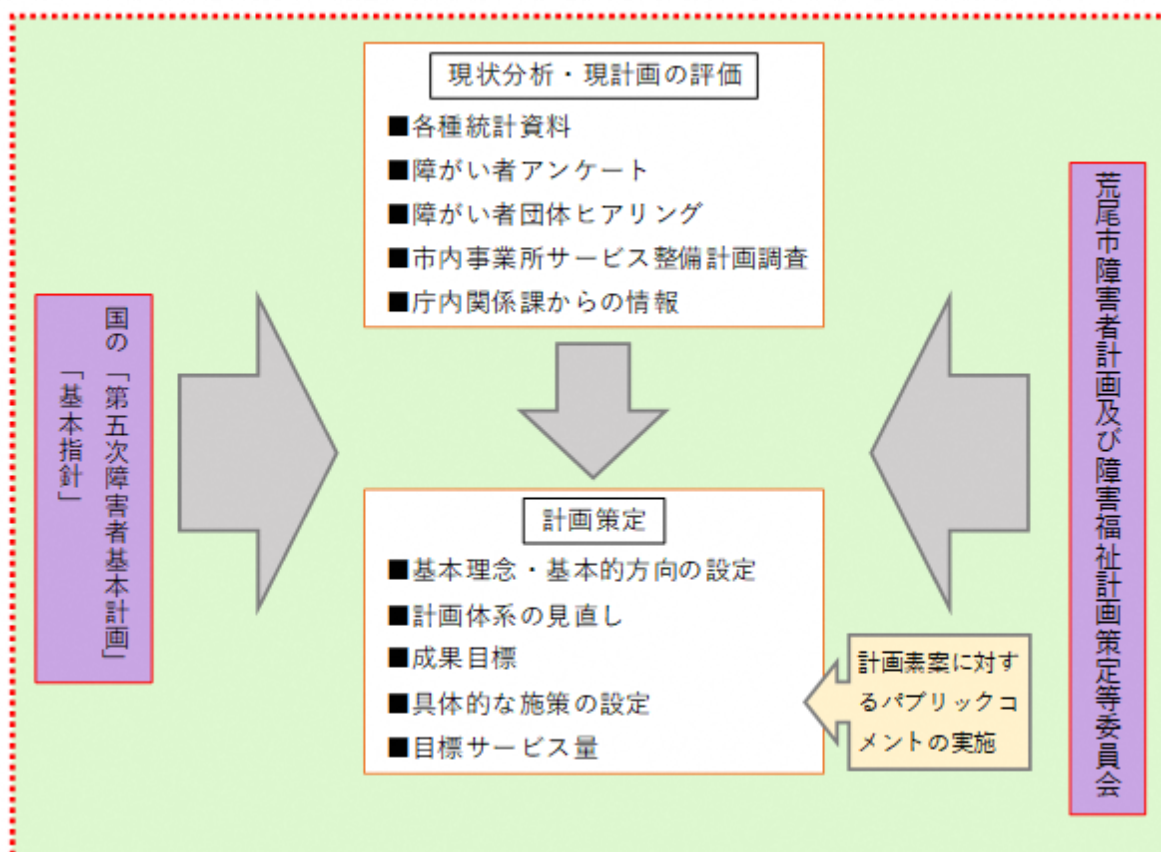 現状分析・現計画の評価
■各種統計資料
■障がい者アンケート
■障がい者団体ヒアリング
■市内事業所サービス整備計画調査
■庁内関係課からの情報
国の「第五次障害者基本計画」
「基本指針」
荒尾市障害者計画及び障害福祉計画策定等委員会
計画策定
■基本理念・基本的方向の設定
■計画体系の見直し
■成果目標
■具体的な施策の設定
■目標サービス量
計画素案に対す
るパブリックコ
メントの実施